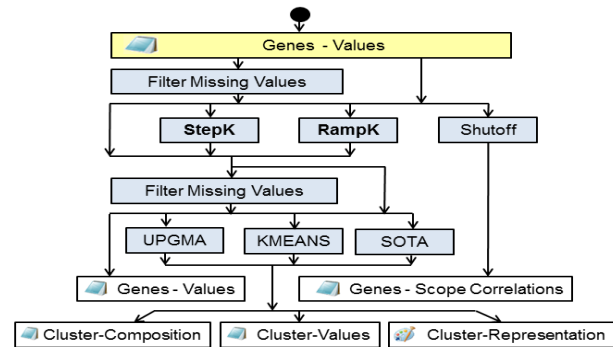 Genes - Values
Filter Missing Values
StepK
RampK
Shutoff
Filter Missing Values
UPGMA
KMEANS
SOTA
Genes - Values
Genes - Scope Correlations
Cluster-Composition
Cluster-Values
Cluster-Representation